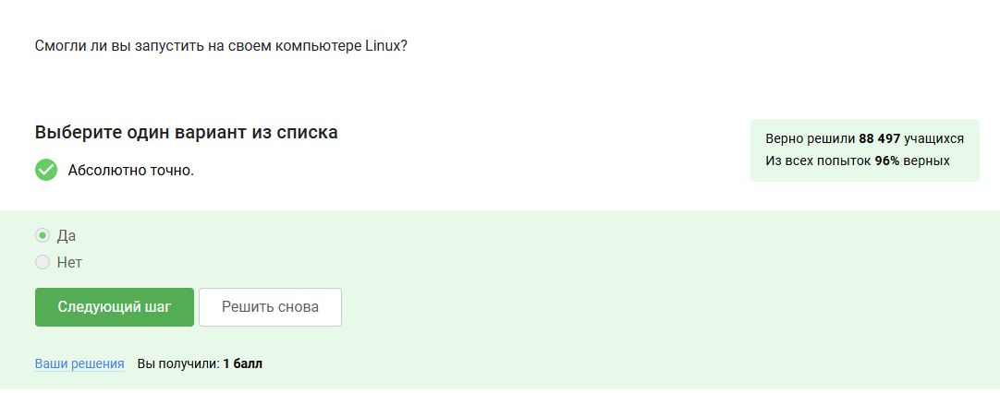 Смогли ли вы запустить на своем компьютере Linux?
Выберите один вариант из списка
Верно решили 88 497 учащихся
Из всех попыток 96% верных
Абсолютно точно.
Да
Нет
Следующий шаг Решить снова
Ваши решения Вы получили: 1 балл